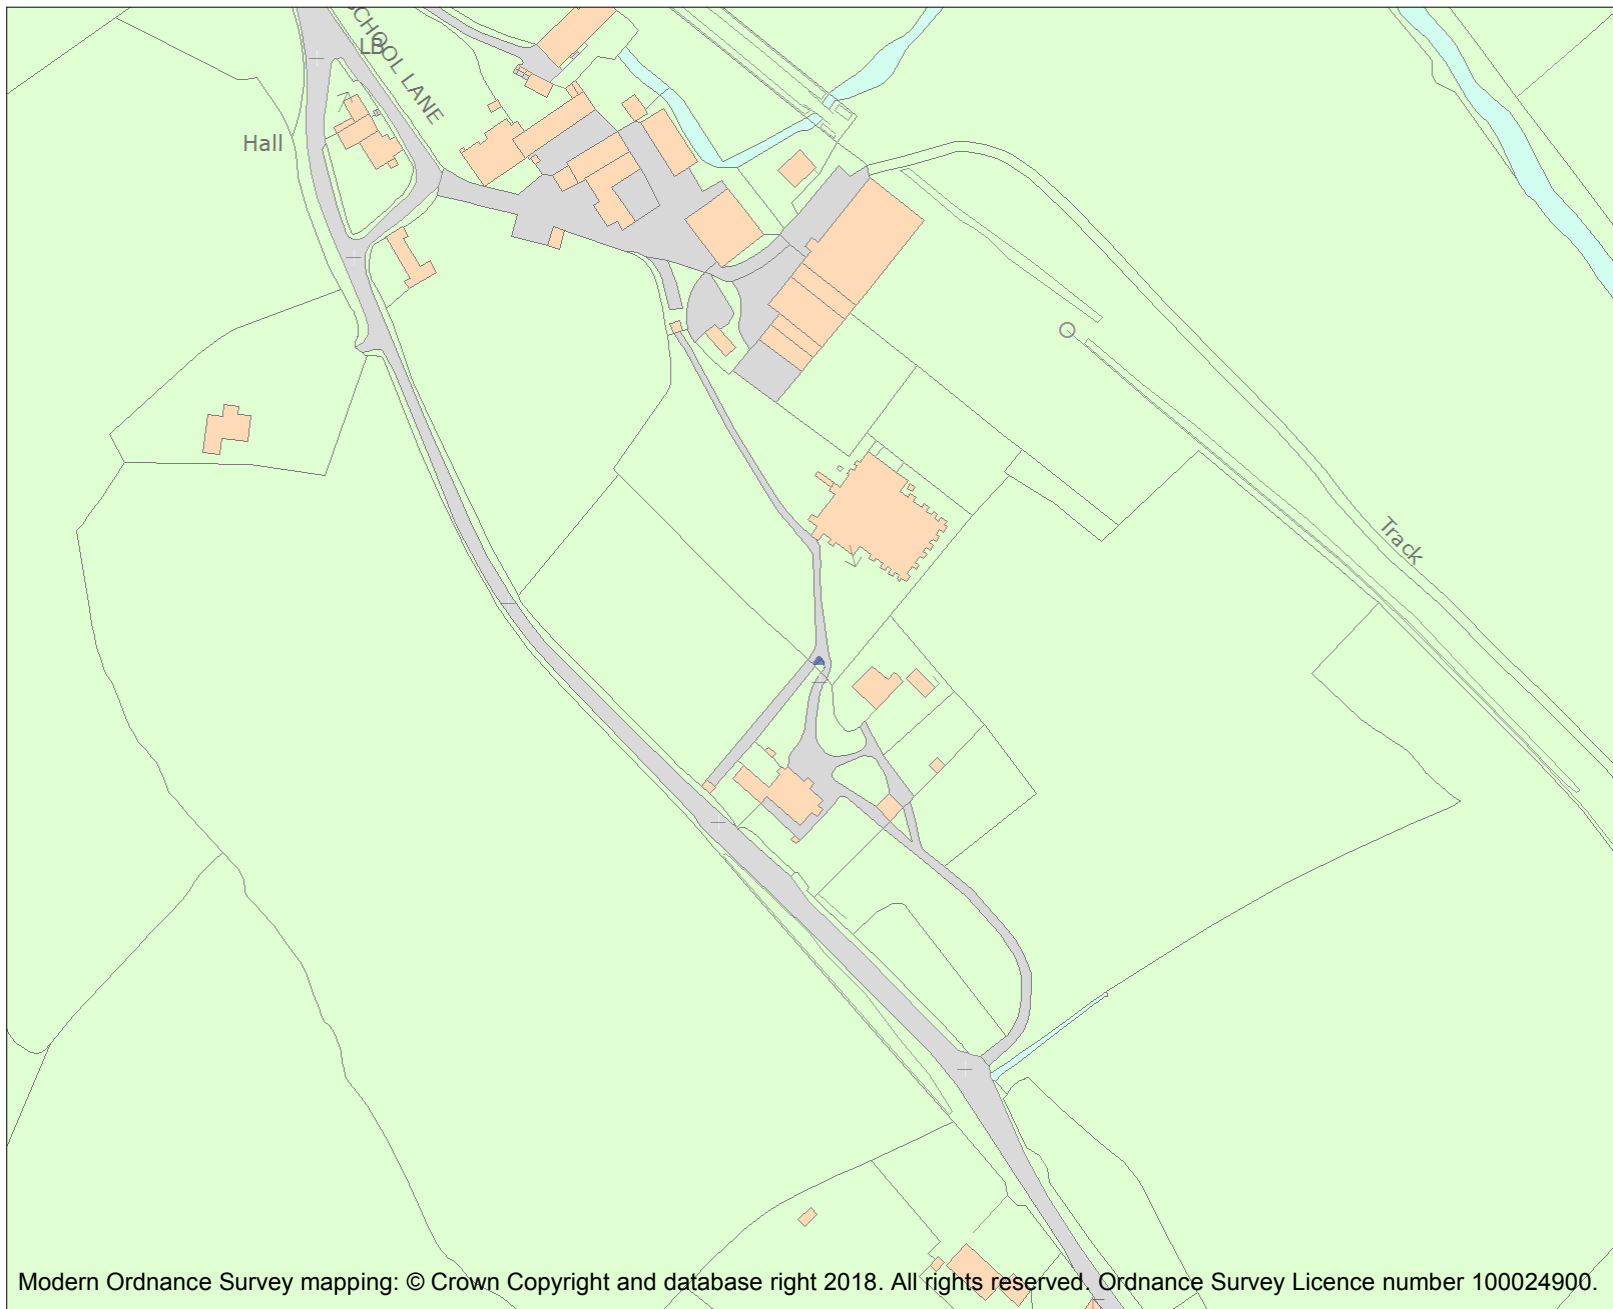 SCHOOL LANE
LB
Hall
Track
Modern Ordnance Survey mapping: © Crown Copyright and database right 2018. All rights reserved. Ordnance Survey Licence number 100024900.